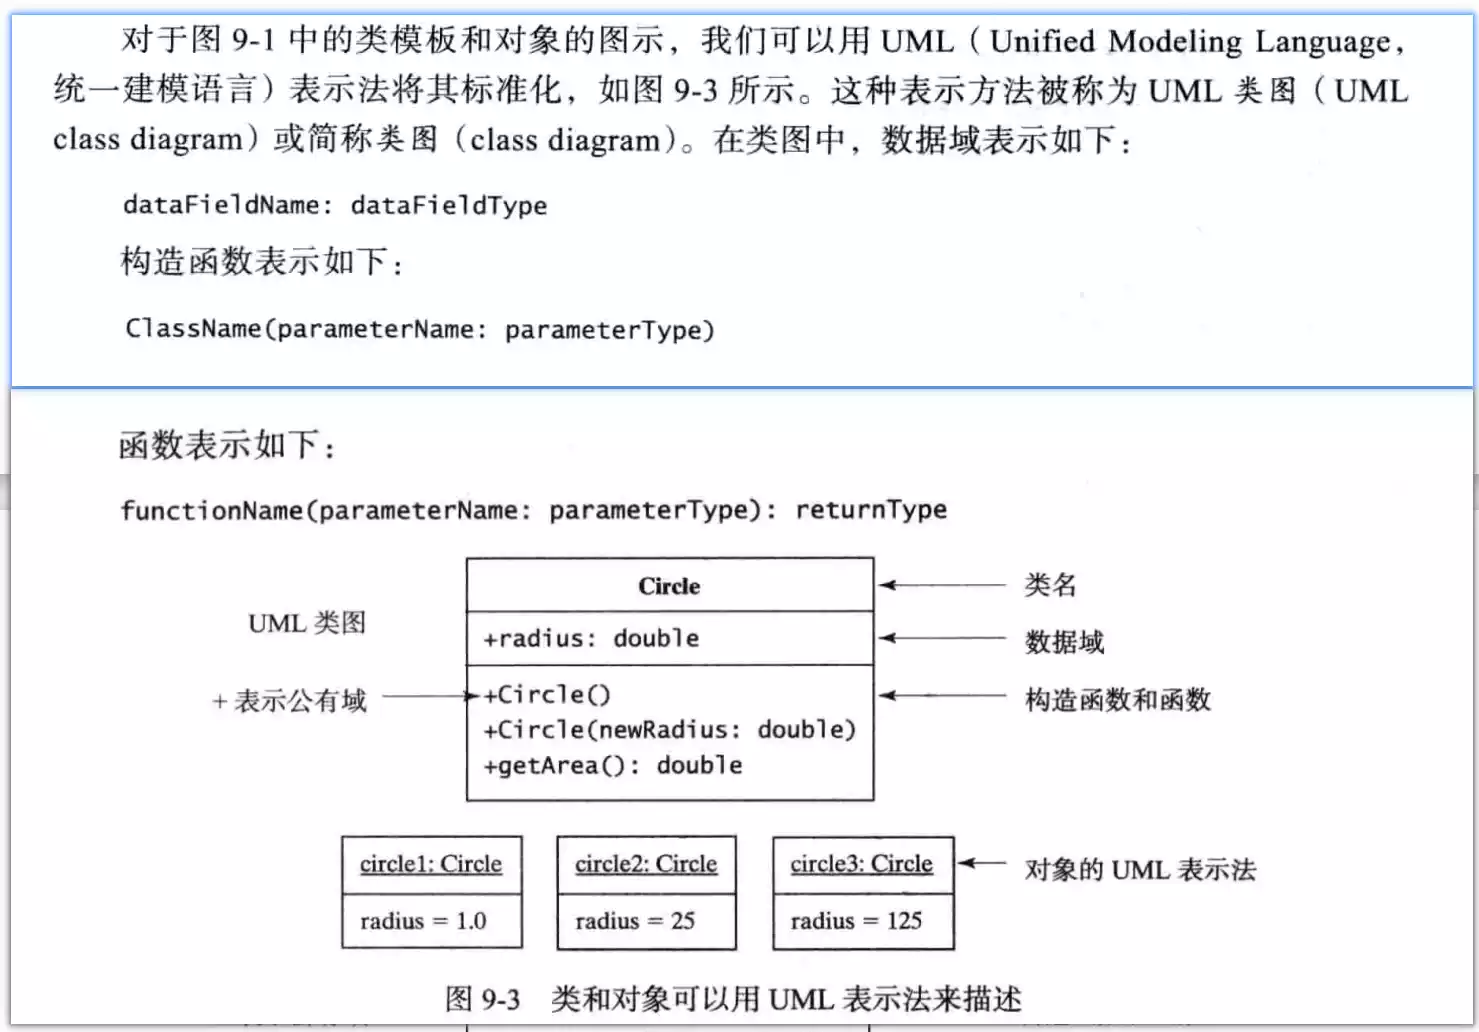 对于图 9-1 中的类模板和对象的图示，我们可以用 UML（Unified Modeling Language，
统一建模语言）表示法将其标准化，如图 9-3 所示。这种表示方法被称为 UML 类图（UML
class diagram）或简称类图（class diagram）。在类图中，数据域表示如下：
dataFieldName: dataFieldType
构造函数表示如下：
ClassName(parameterName: parameterType)
函数表示如下：
functionName(parameterName: parameterType): returnType
Circle
类名
UML 类图
+radius: double
数据域
+ 表示公有域
+Circle()
构造函数和函数
+Circle(newRadius: double)
+getArea(): double
circle1: Circle
circle2: Circle
circle3: Circle
对象的 UML 表示法
radius = 1.0
radius = 25
radius = 125
图 9-3 类和对象可以用 UML 表示法来描述